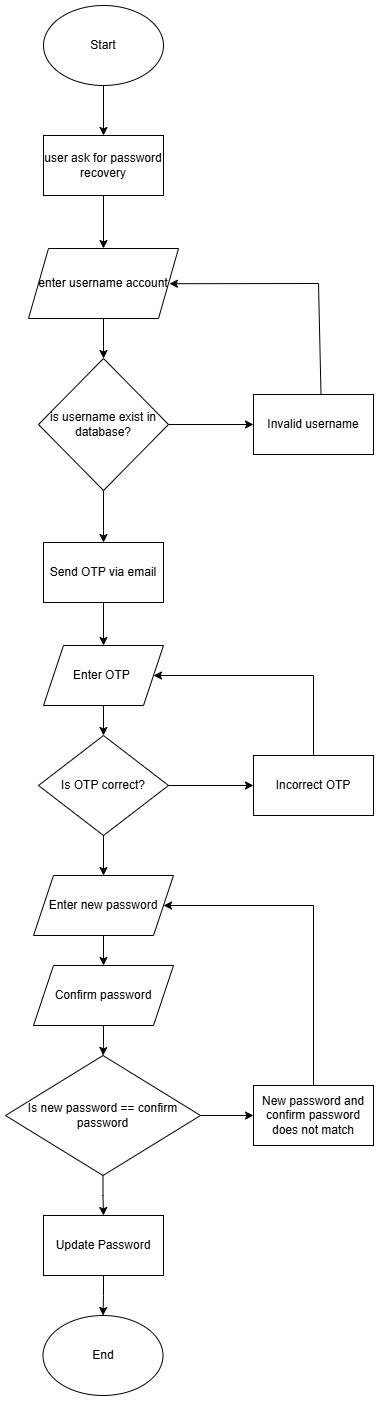 Start
user ask for password
recovery
enter username account
is username exist in
database?
Invalid username
Send OTP via email
Enter OTP
Is OTP correct?
Incorrect OTP
Enter new password
Confirm password
Is new password == confirm
password
New password and
confirm password
does not match
Update Password
End